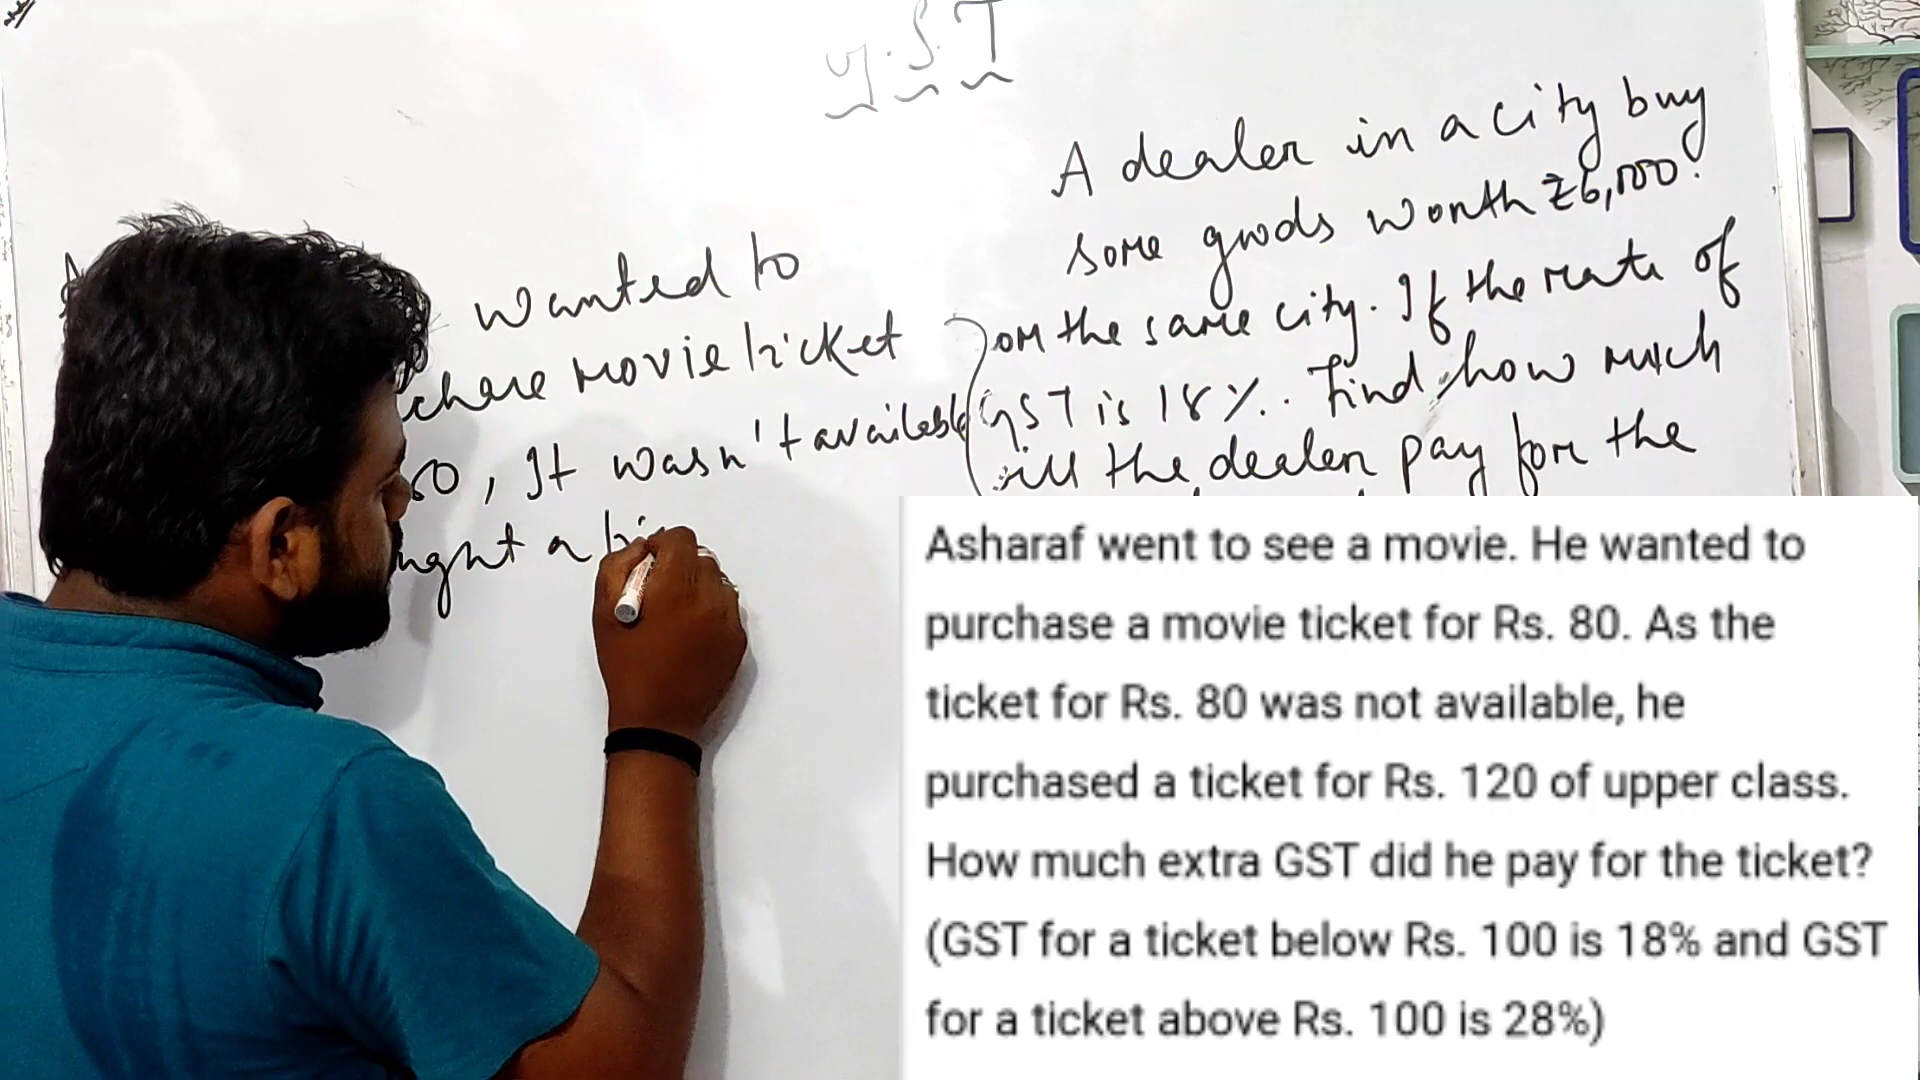 G.S.T
A dealer in a city buy
some goods worth ₹6,000.
om the same city. If the rate of
GST is 18%. Find how much
ill the dealer pay for the
wanted to
chase movie ticket
80, It wasn't available
ught a
Asharaf went to see a movie. He wanted to
purchase a movie ticket for Rs. 80. As the
ticket for Rs. 80 was not available, he
purchased a ticket for Rs. 120 of upper class.
How much extra GST did he pay for the ticket?
(GST for a ticket below Rs. 100 is 18% and GST
for a ticket above Rs. 100 is 28%)